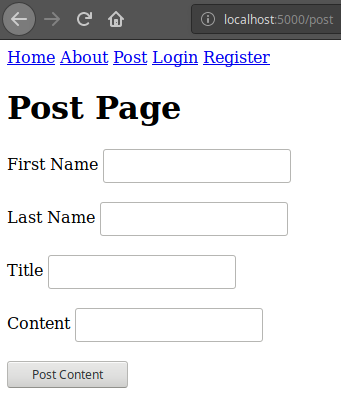 localhost:5000/post
Home About Post Login Register
Post Page
First Name
Last Name
Title
Content
Post Content